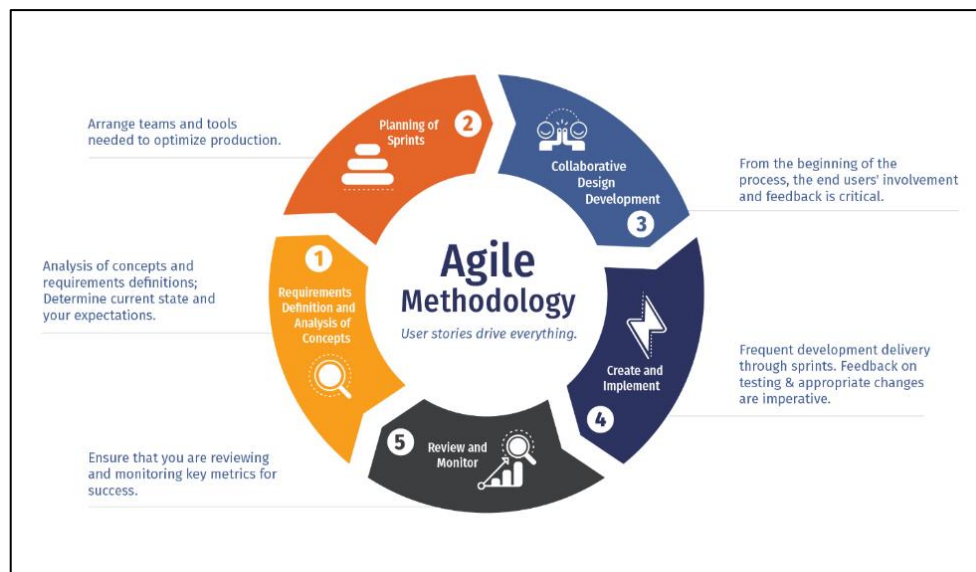 Agile
Methodology
User stories drive everything.
1
Requirements
Definition and
Analysis of
Concepts
Analysis of concepts and
requirements definitions;
Determine current state and
your expectations.
2
Planning of
Sprints
Arrange teams and tools
needed to optimize production.
Collaborative
Design
Development
3
From the beginning of the
process, the end users' involvement
and feedback is critical.
Create and
Implement
4
Frequent development delivery
through sprints. Feedback on
testing & appropriate changes
are imperative.
5
Review and
Monitor
Ensure that you are reviewing
and monitoring key metrics for
success.